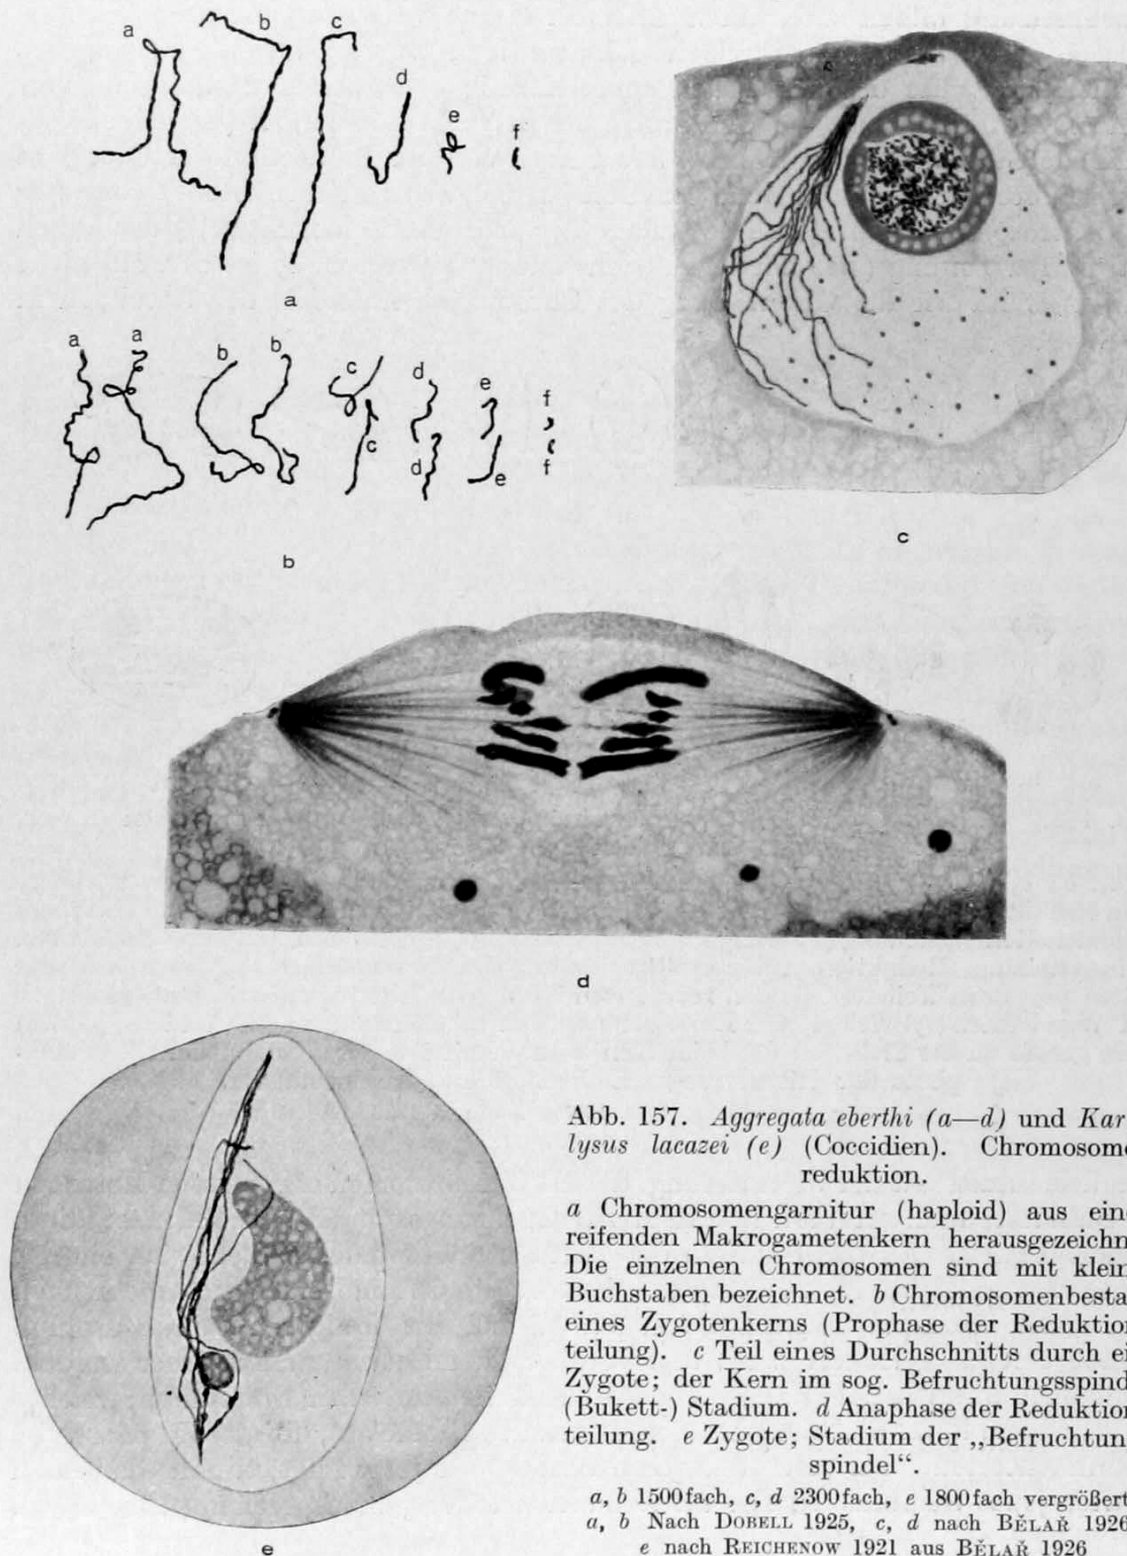 a b c
d
e
f
a
a a b b c d e f
c d e f
b
c
d
e
Abb. 157. Aggregata eberthi (a—d) und Kar
lysus lacazei (e) (Coccidien). Chromosome
reduktion.
a Chromosomengarnitur (haploid) aus ein
reifenden Makrogametenkern herausgezeichn
Die einzelnen Chromosomen sind mit klein
Buchstaben bezeichnet. b Chromosomenbesta
eines Zygotenkerns (Prophase der Reduktion
teilung). c Teil eines Durchschnitts durch ei
Zygote; der Kern im sog. Befruchtungsspind
(Bukett-) Stadium. d Anaphase der Reduktion
teilung. e Zygote; Stadium der „Befruchtun
spindel“.
a, b 1500fach, c, d 2300fach, e 1800fach vergrößert
a, b Nach DOBELL 1925, c, d nach BĚLAŘ 1926
e nach REICHENOW 1921 aus BĚLAŘ 1926